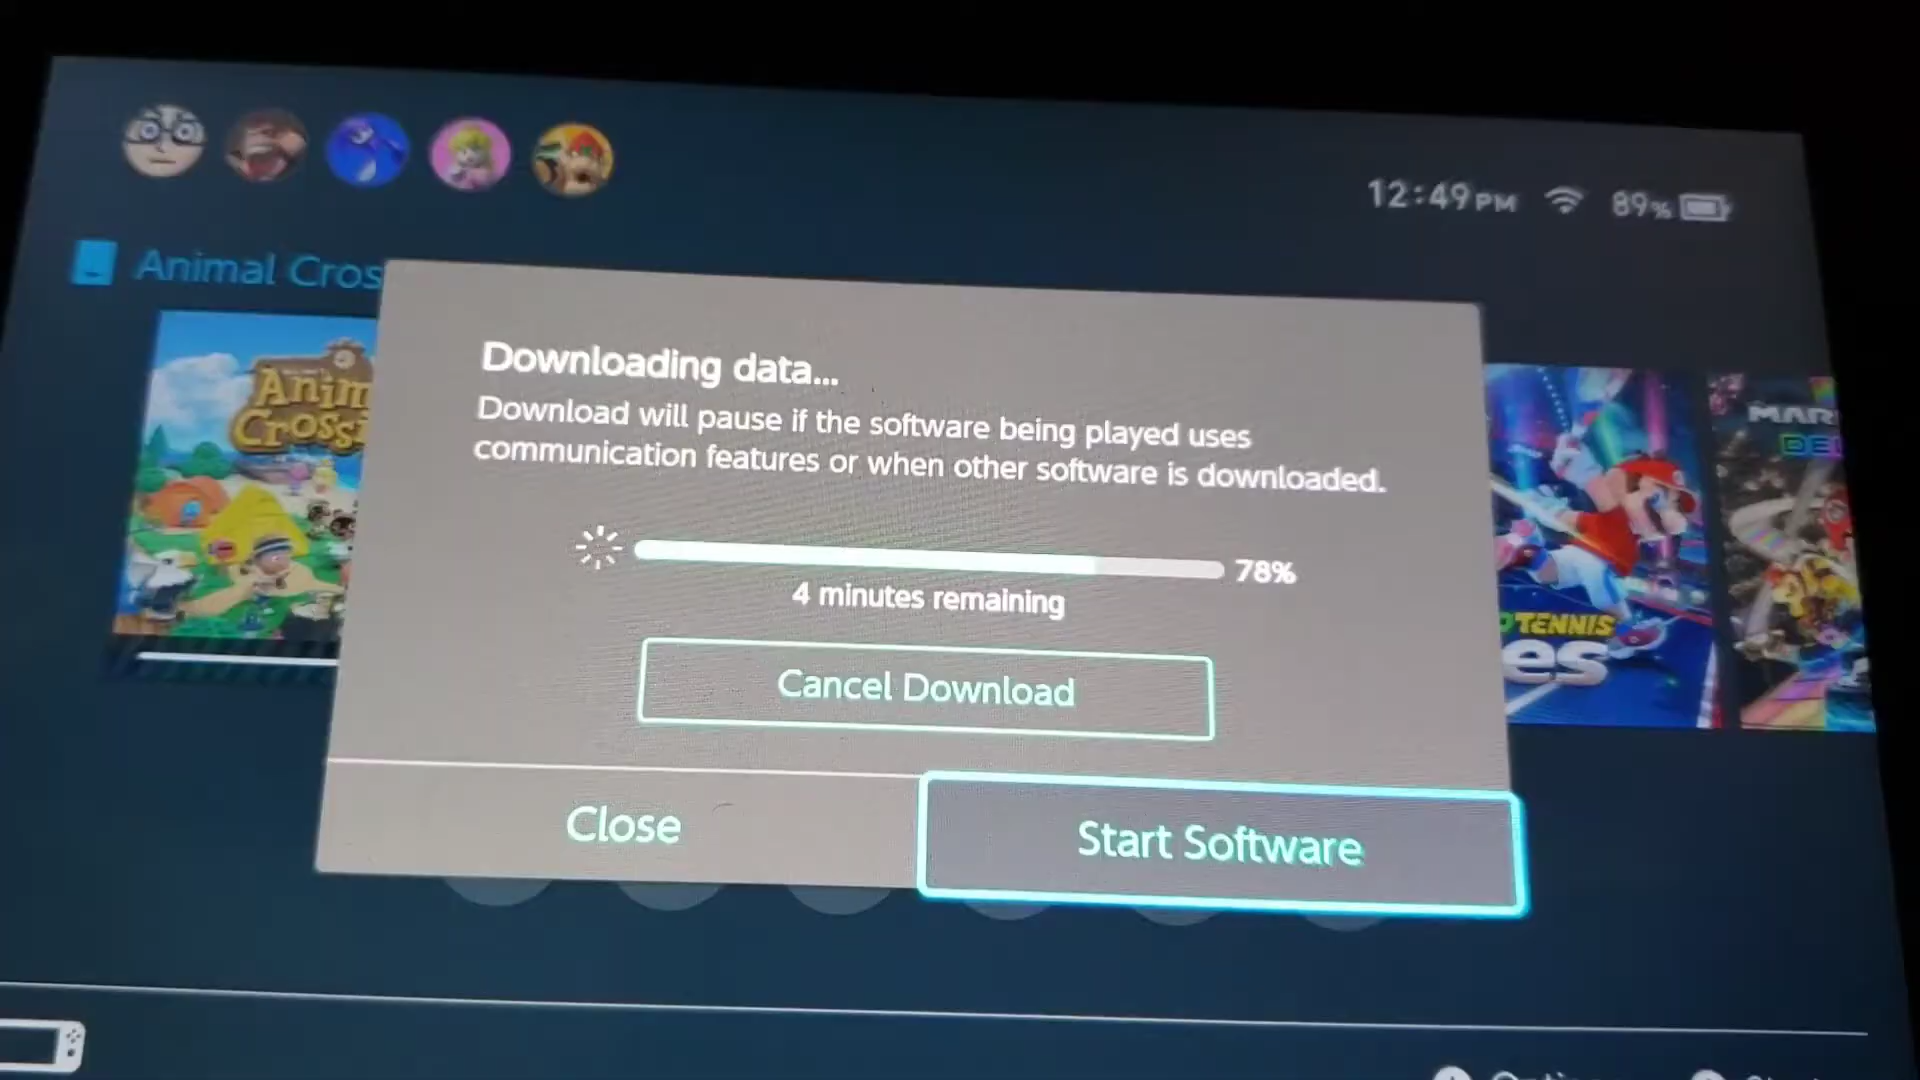 12:49 PM 89%
Animal Cros
Anim
Crossi
Downloading data...
Download will pause if the software being played uses
communication features or when other software is downloaded.
78%
4 minutes remaining
Cancel Download
Close
Start Software
TENNIS
es
MAR
DEL